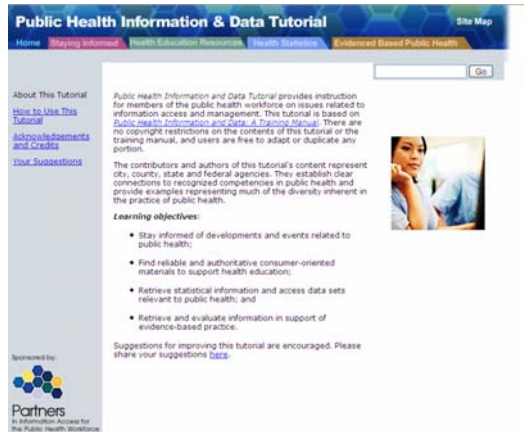 Public Health Information & Data Tutorial
Site Map
Home Staying Informed Health Education Resources Health Statistics Evidenced Based Public Health
Go
About This Tutorial
How to Use This
Tutorial
Acknowledgements
and Credits
Your Suggestions
Public Health Information and Data Tutorial provides instruction
for members of the public health workforce on issues related to
information access and management. This tutorial is based on
Public Health Information and Data: A Training Manual. There are
no copyright restrictions on the contents of this tutorial or the
training manual, and users are free to adapt or duplicate any
portion.
The contributors and authors of this tutorial's content represent
city, county, state and federal agencies. They establish clear
connections to recognized competencies in public health and
provide examples representing much of the diversity inherent in
the practice of public health.
Learning objectives:
• Stay informed of developments and events related to
public health;
• Find reliable and authoritative consumer-oriented
materials to support health education;
• Retrieve statistical information and access data sets
relevant to public health; and
• Retrieve and evaluate information in support of
evidence-based practice.
Suggestions for improving this tutorial are encouraged. Please
share your suggestions here.
Sponsored by:
Partners
in Information Access for
the Public Health Workforce